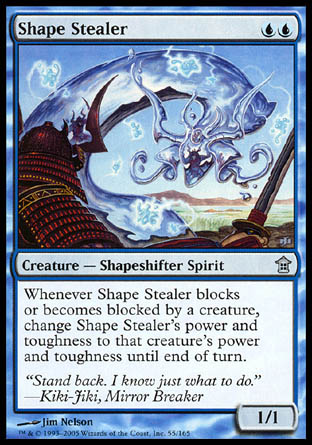 Shape Stealer
Creature — Shapeshifter Spirit
Whenever Shape Stealer blocks
or becomes blocked by a creature,
change Shape Stealer's power and
toughness to that creature's power
and toughness until end of turn.
"Stand back. I know just what to do."
—Kiki-Jiki, Mirror Breaker
Jim Nelson
™ & © 1993–2005 Wizards of the Coast, Inc. 55/165
1/1